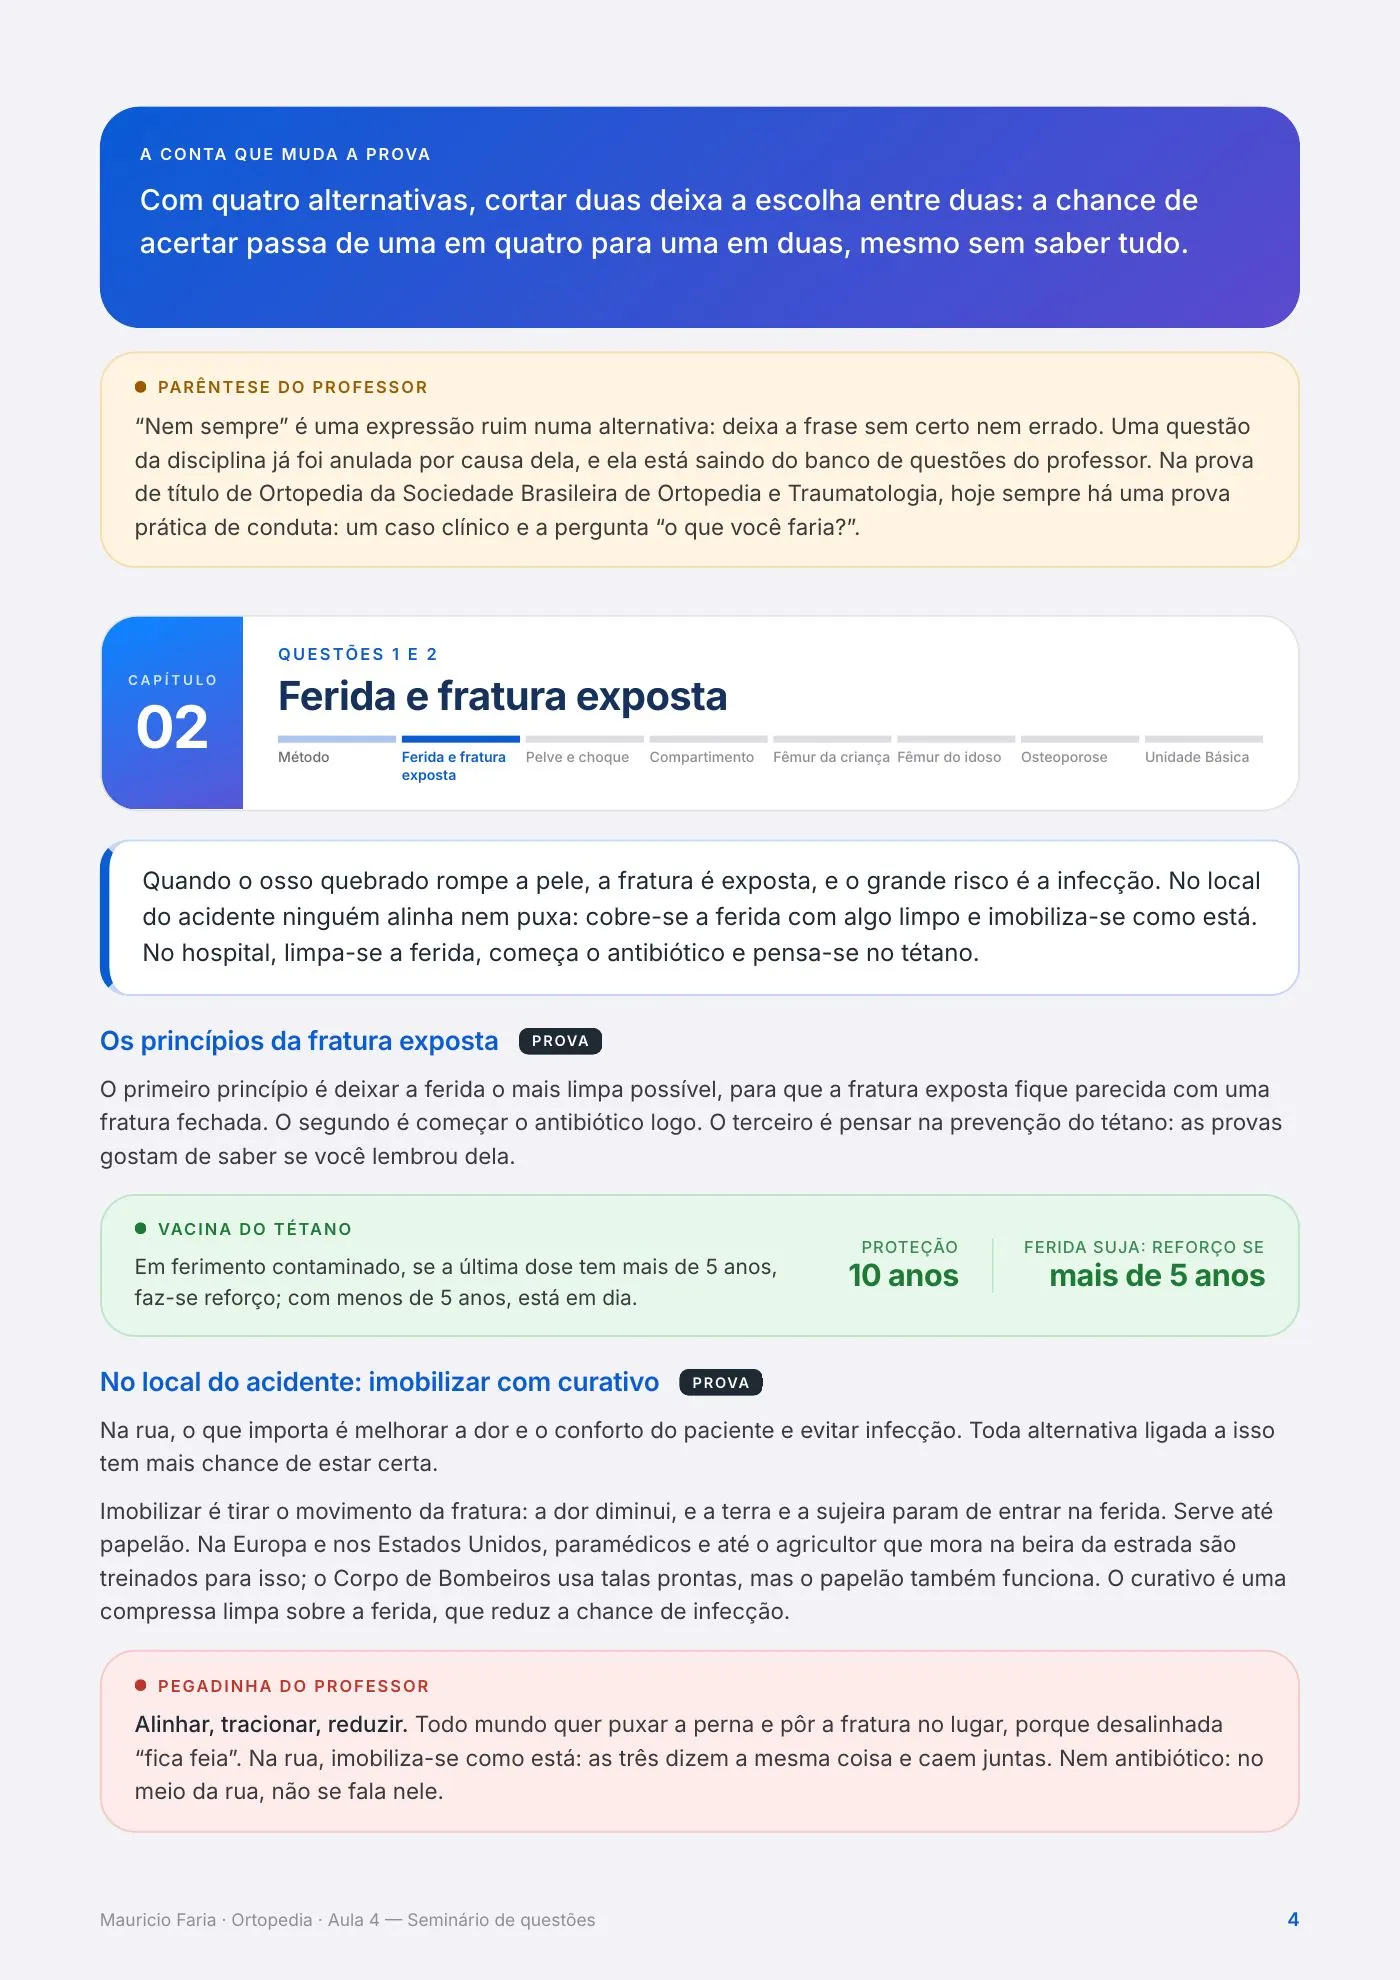 A CONTA QUE MUDA A PROVA
Com quatro alternativas, cortar duas deixa a escolha entre duas: a chance de
acertar passa de uma em quatro para uma em duas, mesmo sem saber tudo.
PARÊNTESE DO PROFESSOR
“Nem sempre” é uma expressão ruim numa alternativa: deixa a frase sem certo nem errado. Uma questão
da disciplina já foi anulada por causa dela, e ela está saindo do banco de questões do professor. Na prova
de título de Ortopedia da Sociedade Brasileira de Ortopedia e Traumatologia, hoje sempre há uma prova
prática de conduta: um caso clínico e a pergunta “o que você faria?”.
CAPÍTULO
02
QUESTÕES 1 E 2
Ferida e fratura exposta
Método
Ferida e fratura
exposta
Pelve e choque
Compartimento
Fêmur da criança
Fêmur do idoso
Osteoporose
Unidade Básica
Quando o osso quebrado rompe a pele, a fratura é exposta, e o grande risco é a infecção. No local
do acidente ninguém alinha nem puxa: cobre-se a ferida com algo limpo e imobiliza-se como está.
No hospital, limpa-se a ferida, começa o antibiótico e pensa-se no tétano.
Os princípios da fratura exposta PROVA
O primeiro princípio é deixar a ferida o mais limpa possível, para que a fratura exposta fique parecida com uma
fratura fechada. O segundo é começar o antibiótico logo. O terceiro é pensar na prevenção do tétano: as provas
gostam de saber se você lembrou dela.
VACINA DO TÉTANO
Em ferimento contaminado, se a última dose tem mais de 5 anos,
faz-se reforço; com menos de 5 anos, está em dia.
PROTEÇÃO
10 anos
FERIDA SUJA: REFORÇO SE
mais de 5 anos
No local do acidente: imobilizar com curativo PROVA
Na rua, o que importa é melhorar a dor e o conforto do paciente e evitar infecção. Toda alternativa ligada a isso
tem mais chance de estar certa.
Imobilizar é tirar o movimento da fratura: a dor diminui, e a terra e a sujeira param de entrar na ferida. Serve até
papelão. Na Europa e nos Estados Unidos, paramédicos e até o agricultor que mora na beira da estrada são
treinados para isso; o Corpo de Bombeiros usa talas prontas, mas o papelão também funciona. O curativo é uma
compressa limpa sobre a ferida, que reduz a chance de infecção.
PEGADINHA DO PROFESSOR
Alinhar, tracionar, reduzir. Todo mundo quer puxar a perna e pôr a fratura no lugar, porque desalinhada
“fica feia”. Na rua, imobiliza-se como está: as três dizem a mesma coisa e caem juntas. Nem antibiótico: no
meio da rua, não se fala nele.
Mauricio Faria · Ortopedia · Aula 4 — Seminário de questões
4